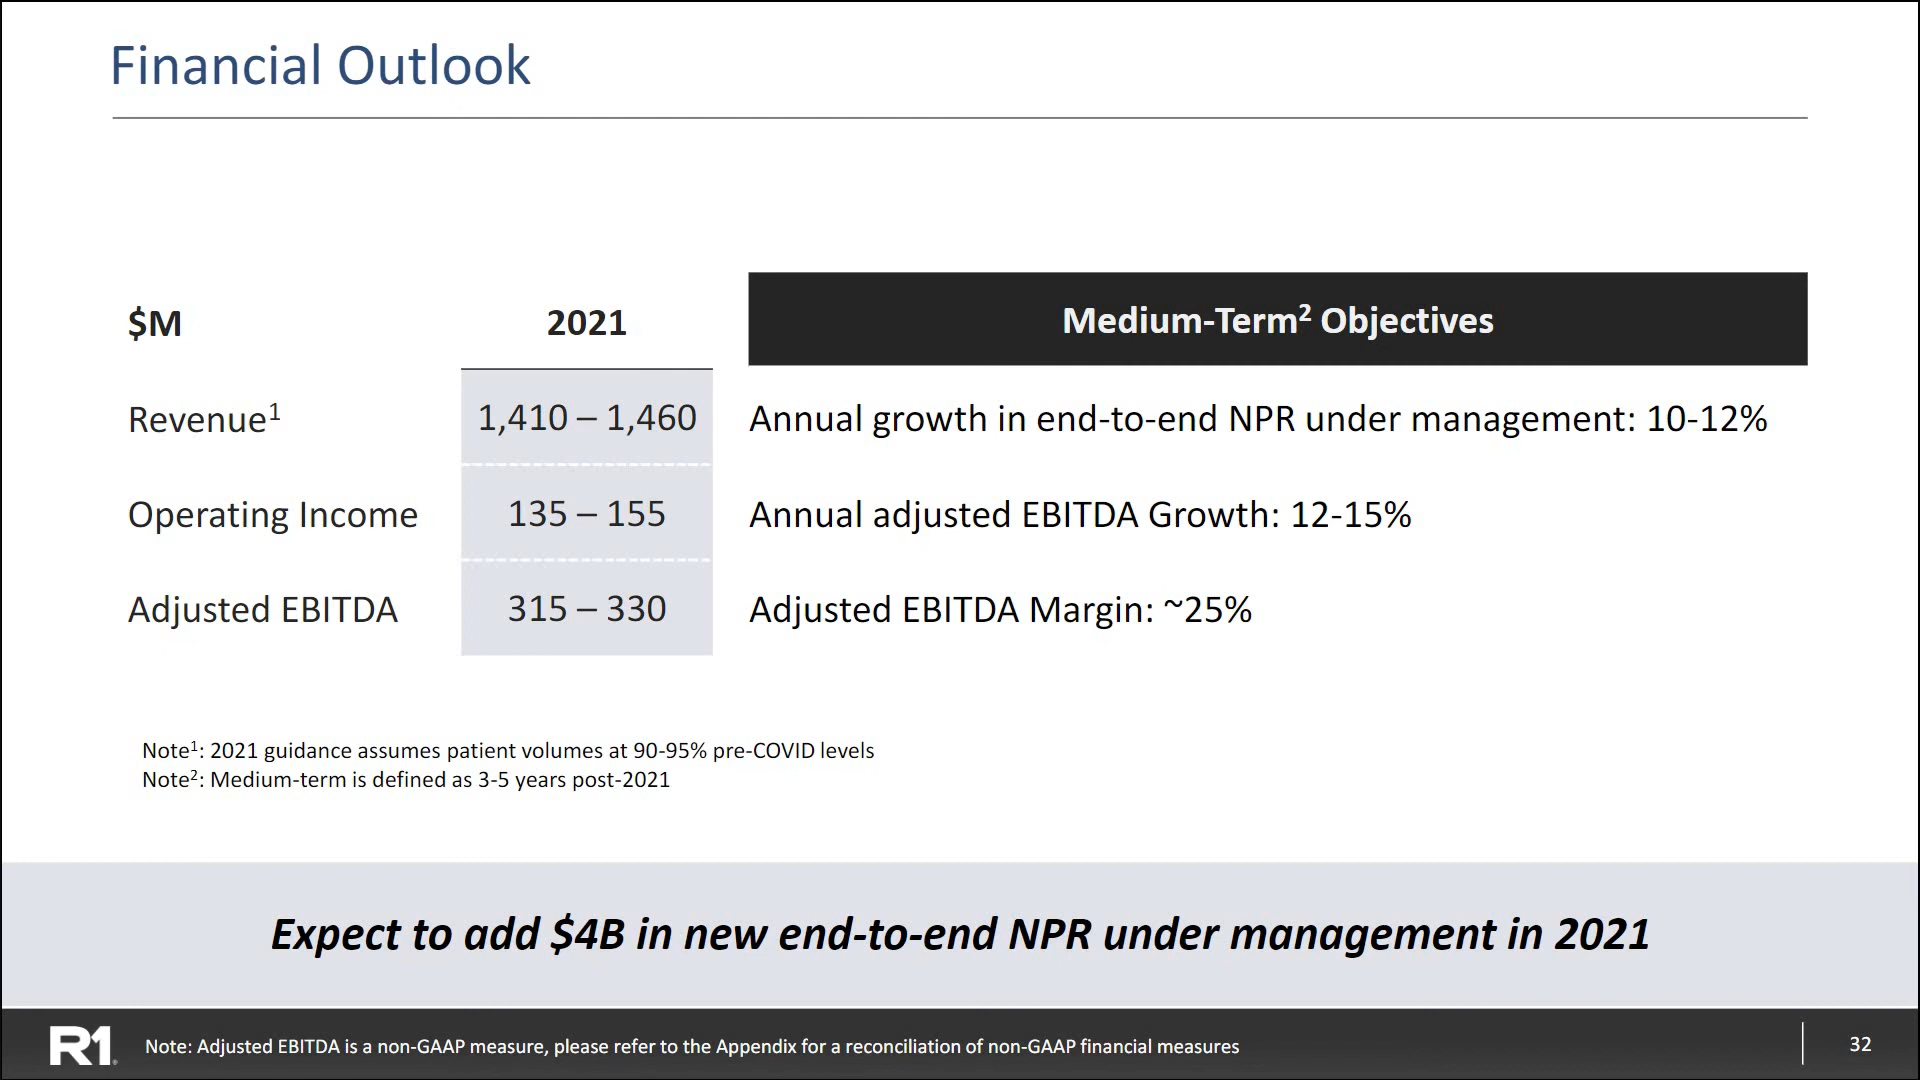 Financial Outlook
$M
2021
Medium-Term² Objectives
Revenue¹
1,410 – 1,460
Annual growth in end-to-end NPR under management: 10-12%
Operating Income
135 – 155
Annual adjusted EBITDA Growth: 12-15%
Adjusted EBITDA
315 – 330
Adjusted EBITDA Margin: ~25%
Note¹: 2021 guidance assumes patient volumes at 90-95% pre-COVID levels
Note²: Medium-term is defined as 3-5 years post-2021
Expect to add $4B in new end-to-end NPR under management in 2021
R1
Note: Adjusted EBITDA is a non-GAAP measure, please refer to the Appendix for a reconciliation of non-GAAP financial measures
32